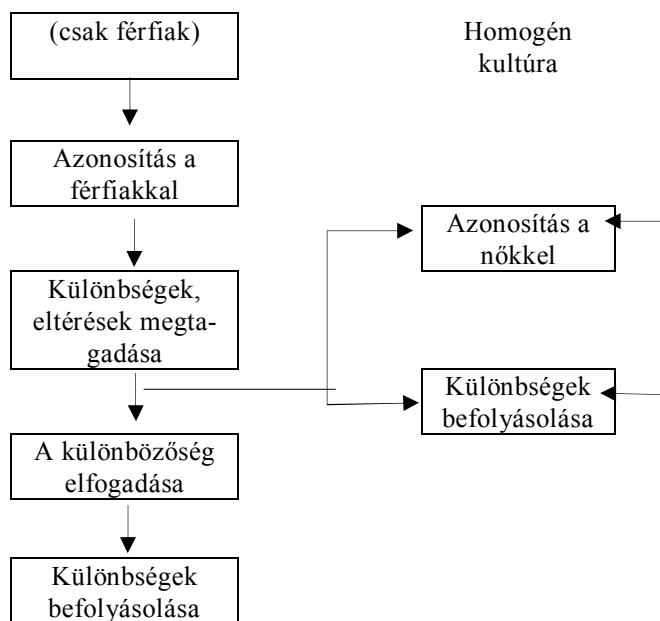 (csak férfiak)
Homogén
kultúra
Azonosítás a
férfiakkal
Azonosítás a
nőkkel
Különbségek,
eltérések megta-
gadása
Különbségek
befolyásolása
A különbözőség
elfogadása
Különbségek
befolyásolása